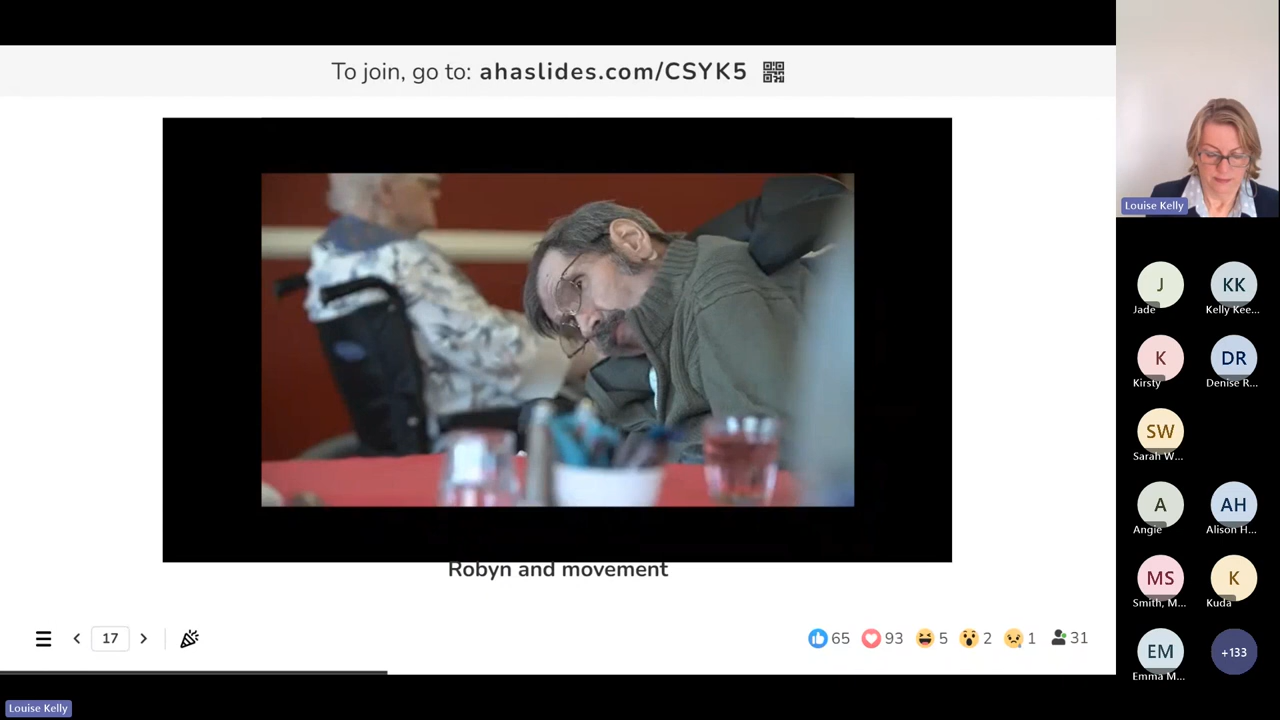 To join, go to: ahaslides.com/CSYK5
Louise Kelly
J
Jade
KK
Kelly Kee...
K
Kirsty
DR
Denise R...
SW
Sarah W...
A
Angie
AH
Alison H...
MS
Smith, M...
K
Kuda
EM
Emma M...
+133
Robyn and movement
17
65
93
5
2
1
31
Louise Kelly